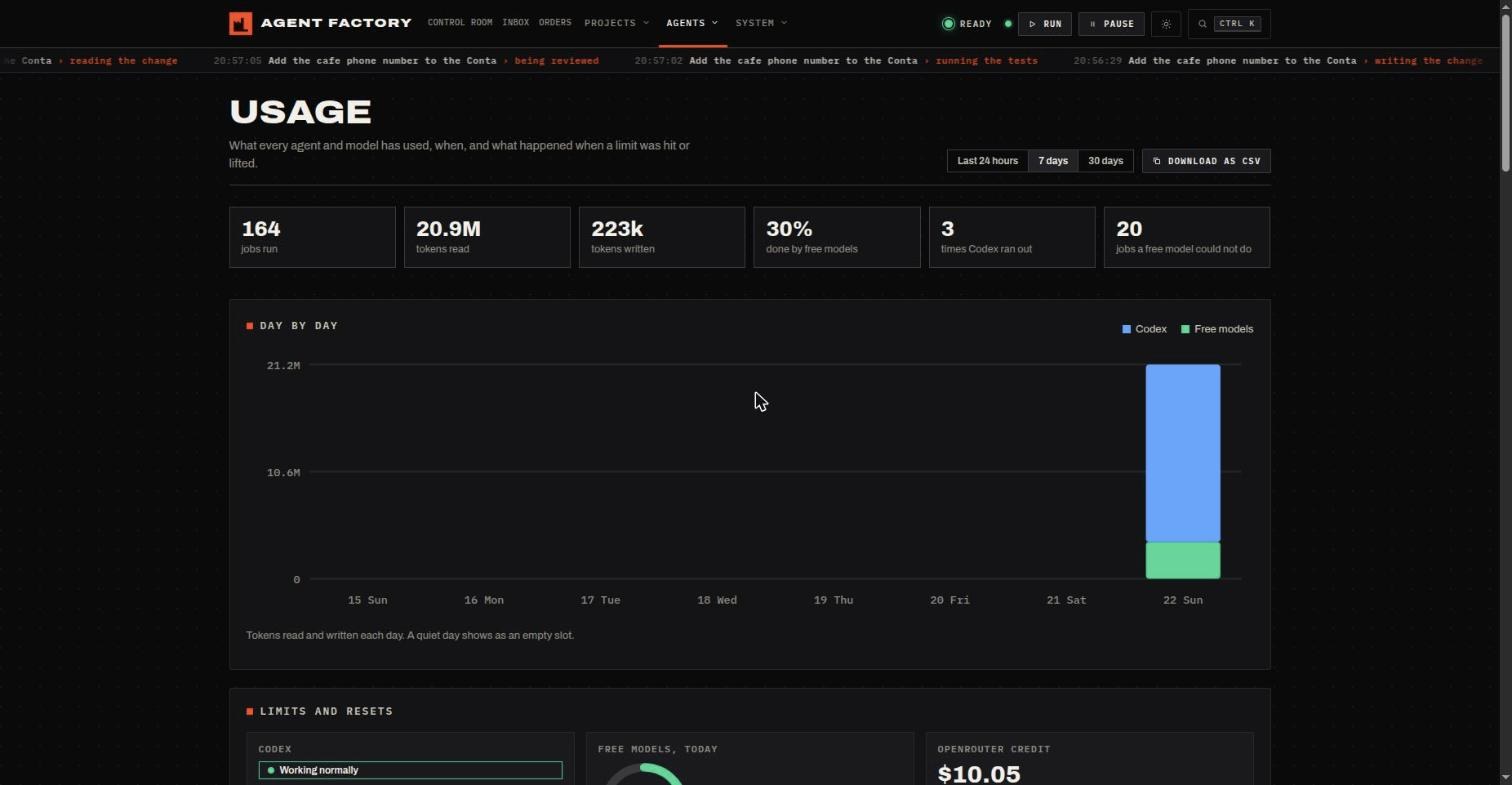 AGENT FACTORY CONTROL ROOM INBOX ORDERS PROJECTS AGENTS SYSTEM READY RUN PAUSE CTRL K
Conta › reading the change 20:57:05 Add the cafe phone number to the Conta › being reviewed 20:57:02 Add the cafe phone number to the Conta › running the tests 20:56:29 Add the cafe phone number to the Conta › writing the change
USAGE
What every agent and model has used, when, and what happened when a limit was hit or
lifted.
Last 24 hours 7 days 30 days DOWNLOAD AS CSV
164 20.9M 223k 30% 3 20
jobs run tokens read tokens written done by free models times Codex ran out jobs a free model could not do
DAY BY DAY
Codex Free models
21.2M
10.6M
0
15 Sun 16 Mon 17 Tue 18 Wed 19 Thu 20 Fri 21 Sat 22 Sun
Tokens read and written each day. A quiet day shows as an empty slot.
LIMITS AND RESETS
CODEX FREE MODELS, TODAY OPENROUTER CREDIT
Working normally $10.05